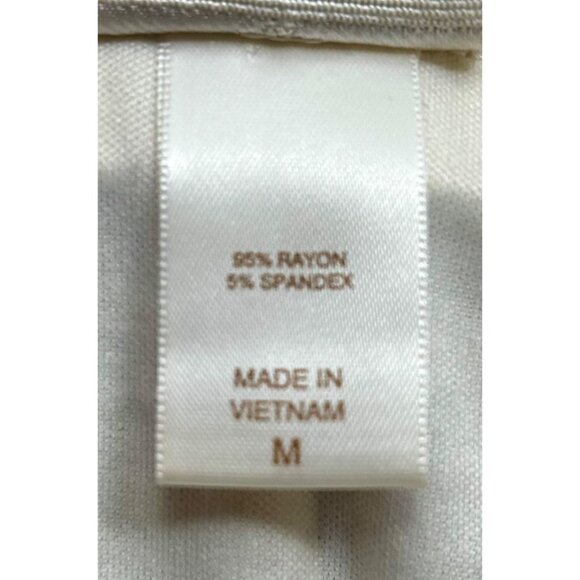 95% RAYON
5% SPANDEX
MADE IN
VIETNAM
M